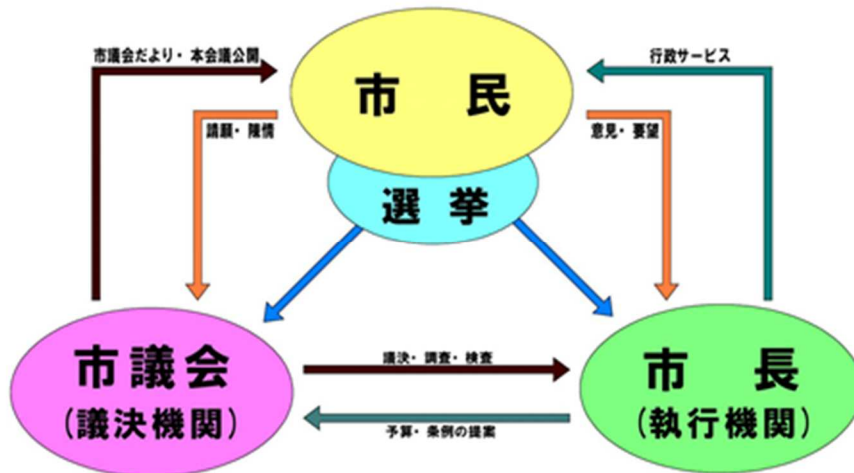 市議会だより・本会議公開
行政サービス
市　民
請願・陳情
意見・要望
選 挙
市議会
(議決機関)
議決・調査・検査
市　長
(執行機関)
予算・条例の提案